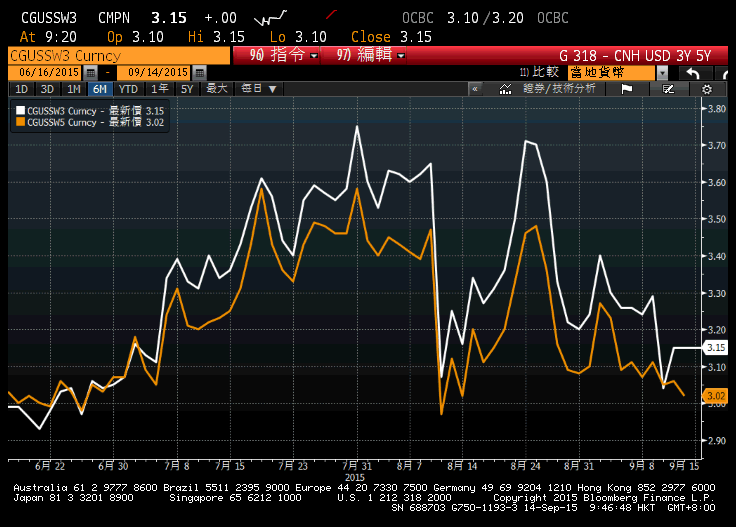 CGUSSW3 CMPN 3.15 +.00 OCBC 3.10/3.20 OCBC
At 9:20 Op 3.10 Hi 3.15 Lo 3.10 Close 3.15
CGUSSW3 Curncy 96) 指令 97) 編輯 G 318 - CNH USD 3Y 5Y
06/16/2015 - 09/14/2015 11) 比較 當地貨幣
1D 3D 1M 6M YTD 1年 5Y 最大 每日 ▼ « 證券/技術分析
CGUSSW3 Curncy - 最新價 3.15
CGUSSW5 Curncy - 最新價 3.02
3.80
3.70
3.60
3.50
3.40
3.30
3.20
3.15
3.10
3.02
3.00
2.90
6月 22 6月 30 7月 8 7月 15 7月 23 7月 31 8月 7 8月 14 8月 24 8月 31 9月 8 9月 15
2015
Australia 61 2 9777 8600 Brazil 5511 2395 9000 Europe 44 20 7330 7500 Germany 49 69 9204 1210 Hong Kong 852 2977 6000
Japan 81 3 3201 8900 Singapore 65 6212 1000 U.S. 1 212 318 2000 Copyright 2015 Bloomberg Finance L.P.
SN 688703 G750-1193-3 14-Sep-15 9:46:48 HKT GMT+8:00